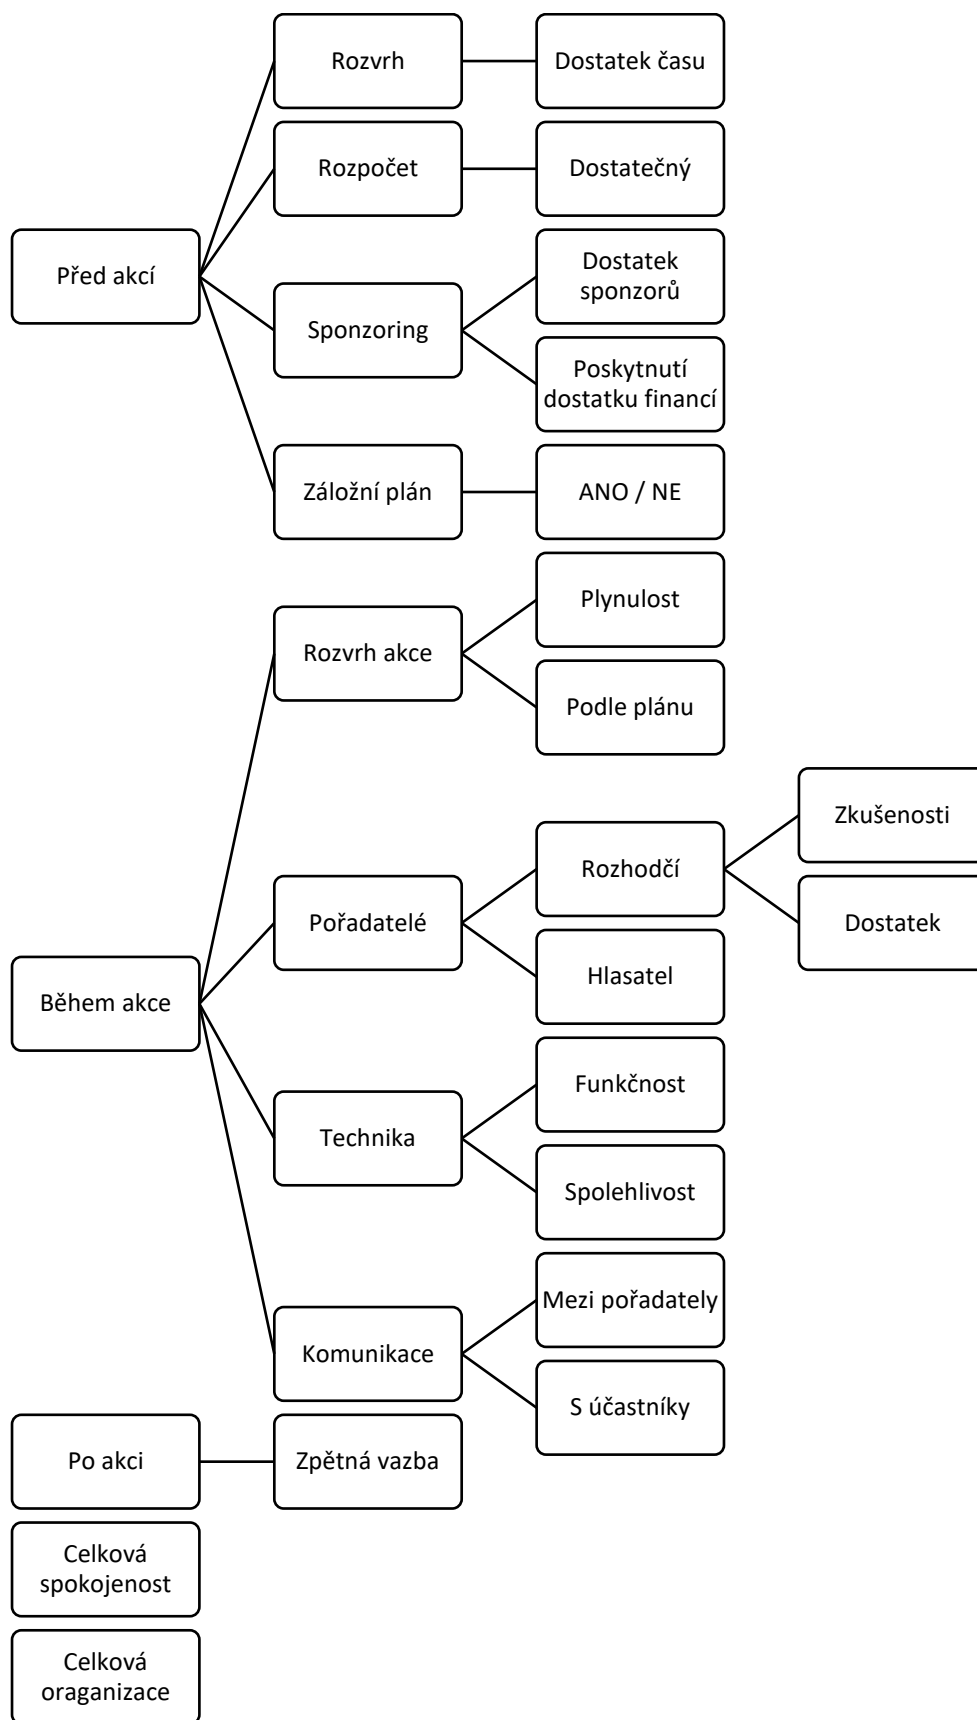 Před akcí
Rozvrh
Dostatek času
Rozpočet
Dostatečný
Sponzoring
Dostatek
sponzorů
Poskytnutí
dostatku financí
Záložní plán
ANO / NE
Během akce
Rozvrh akce
Plynulost
Podle plánu
Pořadatelé
Rozhodčí
Zkušenosti
Dostatek
Hlasatel
Technika
Funkčnost
Spolehlivost
Komunikace
Mezi pořadately
S účastníky
Po akci
Zpětná vazba
Celková
spokojenost
Celková
oraganizace